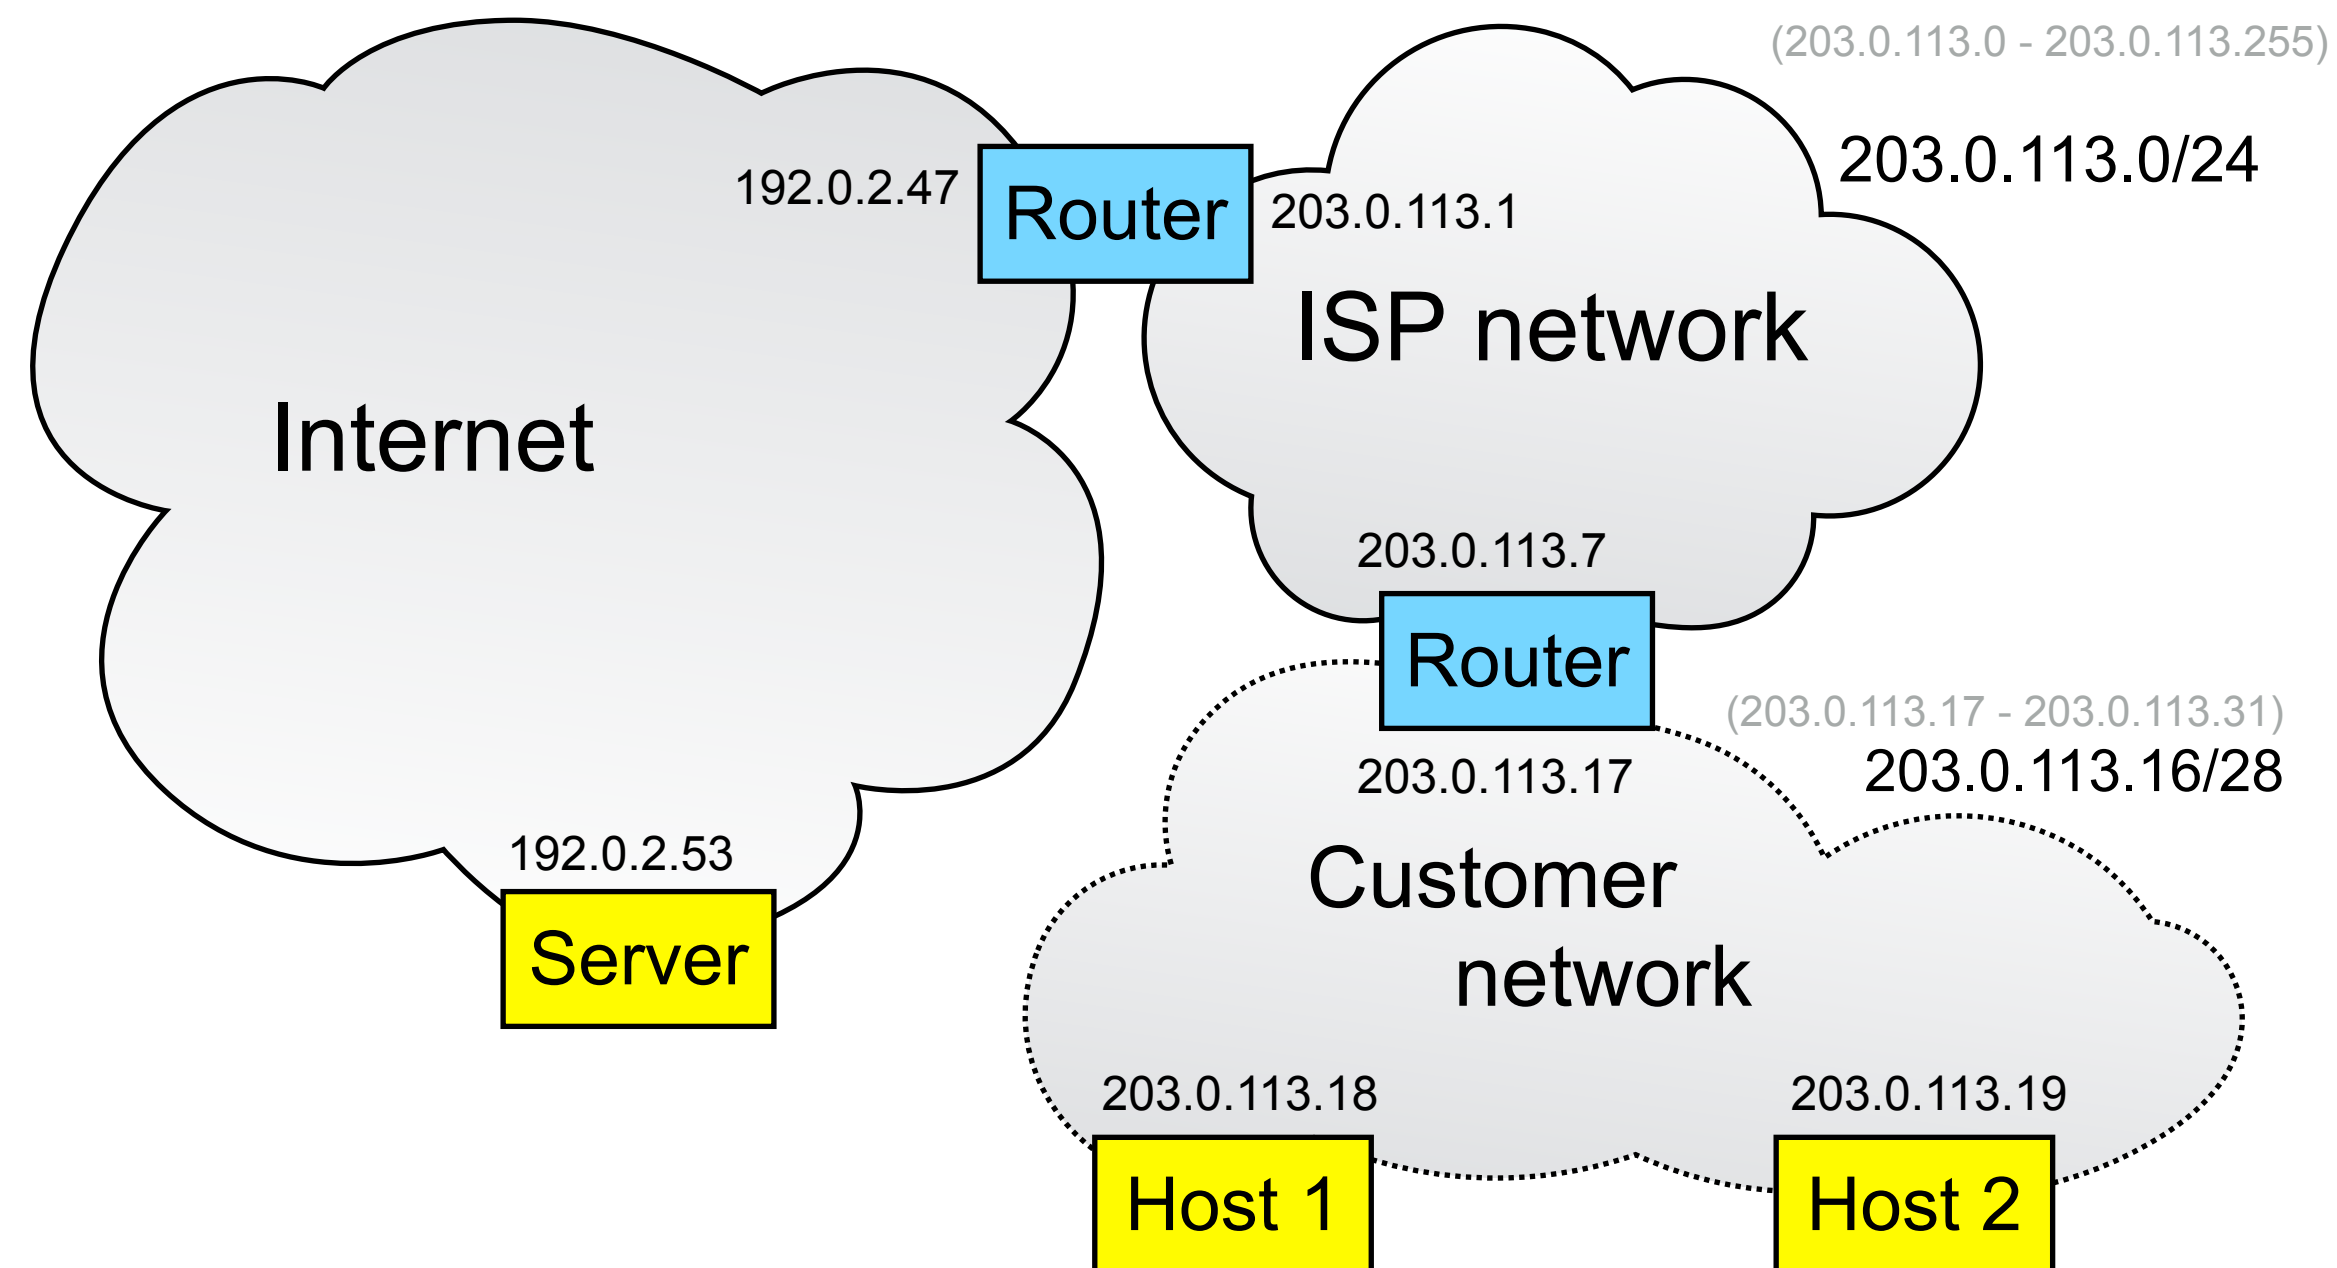 (203.0.113.0 - 203.0.113.255)
203.0.113.0/24
192.0.2.47
Router
203.0.113.1
ISP network
Internet
203.0.113.7
Router
(203.0.113.17 - 203.0.113.31)
203.0.113.16/28
203.0.113.17
192.0.2.53
Server
Customer
network
203.0.113.18
203.0.113.19
Host 1
Host 2